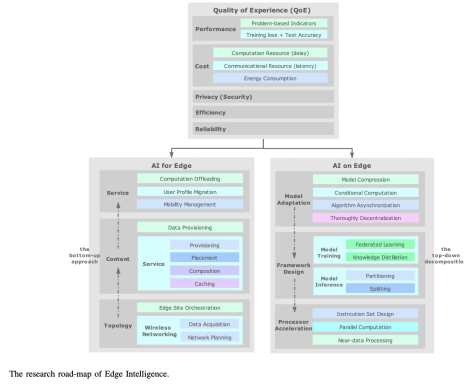 Quality of Experience (QoE)
Performance
Problem-based Indicators
Training loss + Test Accuracy
Cost
Computation Resource (delay)
Communicational Resource (latency)
Energy Consumption
Privacy (Security)
Efficiency
Reliability
AI for Edge
Service
Computation Offloading
User Profile Migration
Mobility Management
the bottom-up approach
Content
Data Provisioning
Service
Provisioning
Placement
Composition
Caching
Topology
Edge Site Orchestration
Wireless Networking
Data Acquisition
Network Planning
AI on Edge
Model Adaptation
Model Compression
Conditional Computation
Algorithm Asynchronization
Thoroughly Decentralization
Framework Design
Model Training
Federated Learning
Knowledge Distillation
Model Inference
Partitioning
Splitting
the top-down decompositio
Processor Acceleration
Instrcution Set Design
Parallel Computation
Near-data Processing
The research road-map of Edge Intelligence.